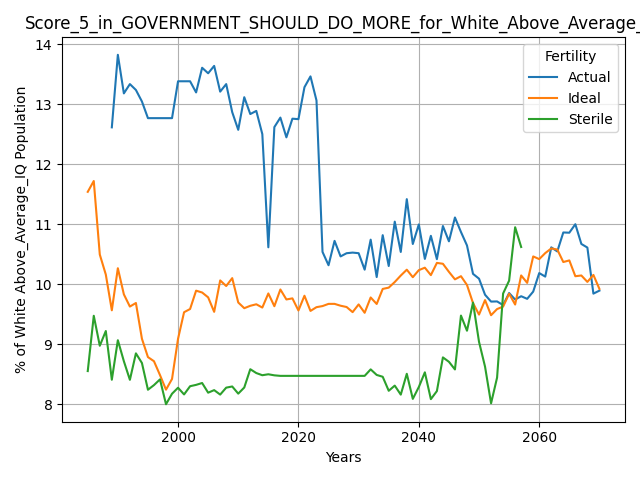 Score_5_in_GOVERNMENT_SHOULD_DO_MORE_for_White_Above_Average_
14
13
12
11
10
9
8
% of White Above_Average_IQ Population
Fertility
Actual
Ideal
Sterile
2000 2020 2040 2060
Years